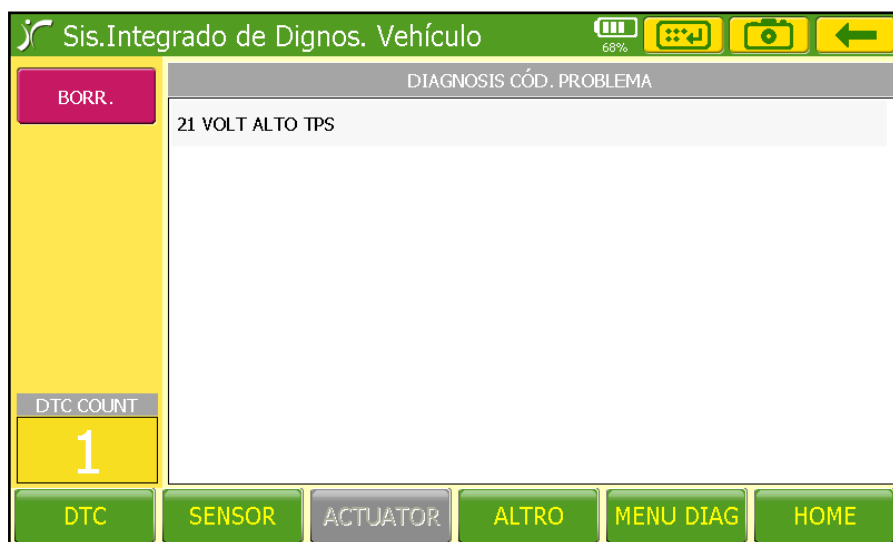 Sis.Integrado de Dignos. Vehículo
68%
BORR.
DIAGNOSIS CÓD. PROBLEMA
21 VOLT ALTO TPS
DTC COUNT
1
DTC
SENSOR
ACTUATOR
ALTRO
MENU DIAG
HOME